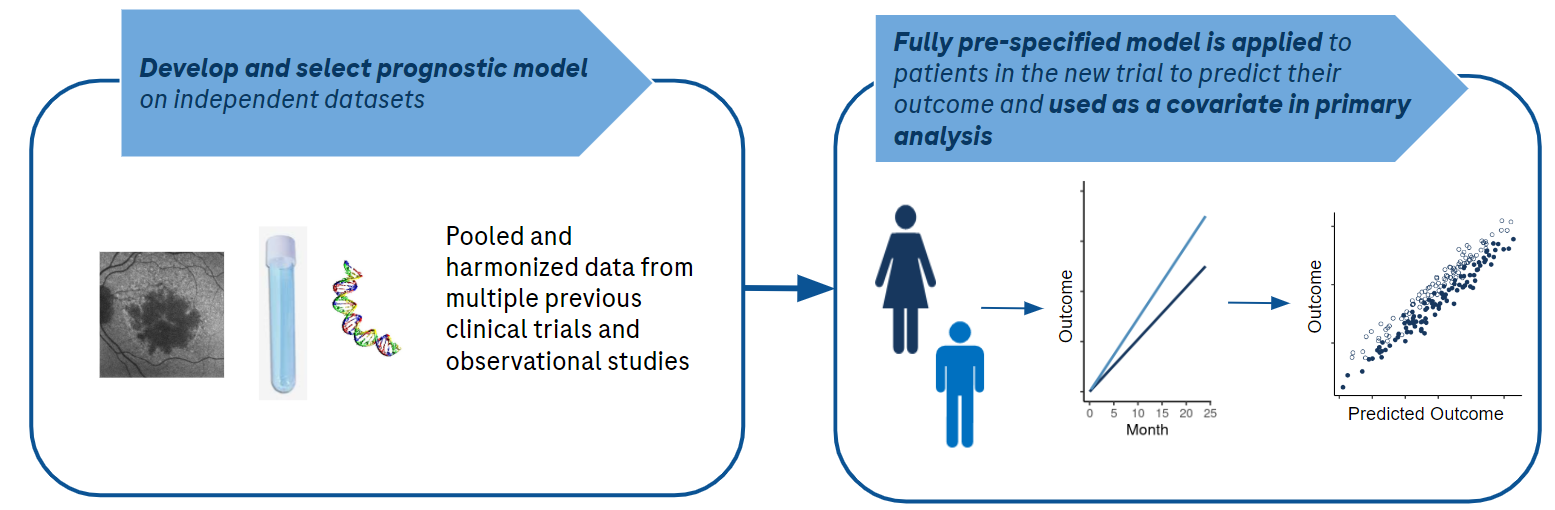 Develop and select prognostic model
on independent datasets
Pooled and
harmonized data from
multiple previous
clinical trials and
observational studies
Fully pre-specified model is applied to
patients in the new trial to predict their
outcome and used as a covariate in primary
analysis
Outcome
0 5 10 15 20 25
Month
Outcome
Predicted Outcome